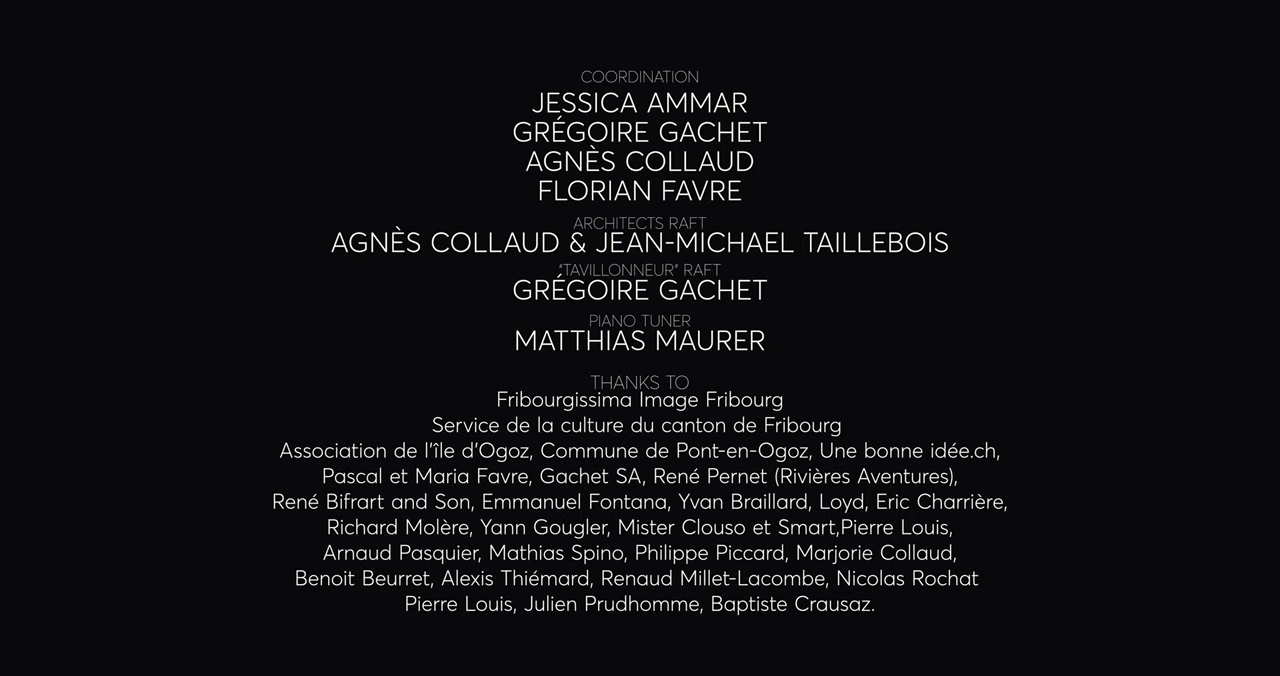 COORDINATION
JESSICA AMMAR
GRÉGOIRE GACHET
AGNÈS COLLAUD
FLORIAN FAVRE
ARCHITECTS RAFT
AGNÈS COLLAUD & JEAN-MICHAEL TAILLEBOIS
"TAVILLONNEUR" RAFT
GRÉGOIRE GACHET
PIANO TUNER
MATTHIAS MAURER
THANKS TO
Fribourgissima Image Fribourg
Service de la culture du canton de Fribourg
Association de l'île d'Ogoz, Commune de Pont-en-Ogoz, Une bonne idée.ch,
Pascal et Maria Favre, Gachet SA, René Pernet (Rivières Aventures),
René Bifrart and Son, Emmanuel Fontana, Yvan Braillard, Loyd, Eric Charrière,
Richard Molère, Yann Gougler, Mister Clouso et Smart,Pierre Louis,
Arnaud Pasquier, Mathias Spino, Philippe Piccard, Marjorie Collaud,
Benoit Beurret, Alexis Thiémard, Renaud Millet-Lacombe, Nicolas Rochat
Pierre Louis, Julien Prudhomme, Baptiste Crausaz.